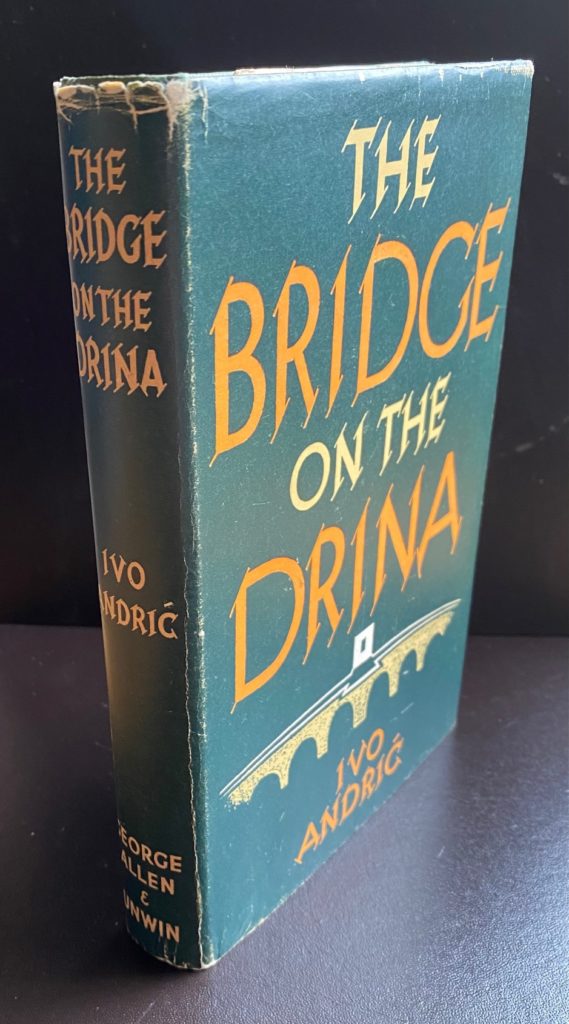 THE
BRIDGE
ON THE
DRINA
IVO
ANDRIĆ
GEORGE
ALLEN
&
UNWIN
THE
BRIDGE
ON THE
DRINA
IVO
ANDRIĆ